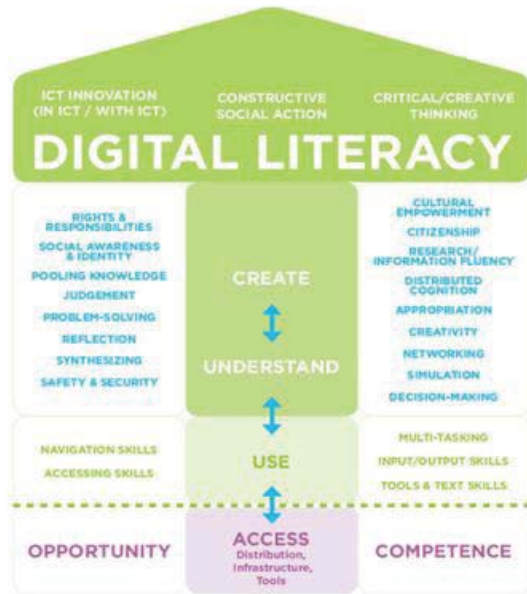 ICT INNOVATION
(IN ICT / WITH ICT)
CONSTRUCTIVE
SOCIAL ACTION
CRITICAL/CREATIVE
THINKING
DIGITAL LITERACY
RIGHTS &
RESPONSIBILITIES
SOCIAL AWARENESS
& IDENTITY
POOLING KNOWLEDGE
JUDGEMENT
PROBLEM-SOLVING
REFLECTION
SYNTHESIZING
SAFETY & SECURITY
CREATE
UNDERSTAND
CULTURAL
EMPOWERMENT
CITIZENSHIP
RESEARCH/
INFORMATION FLUENCY
DISTRIBUTED
COGNITION
APPROPRIATION
CREATIVITY
NETWORKING
SIMULATION
DECISION-MAKING
NAVIGATION SKILLS
ACCESSING SKILLS
USE
MULTI-TASKING
INPUT/OUTPUT SKILLS
TOOLS & TEXT SKILLS
OPPORTUNITY
ACCESS
Distribution,
Infrastructure,
Tools
COMPETENCE